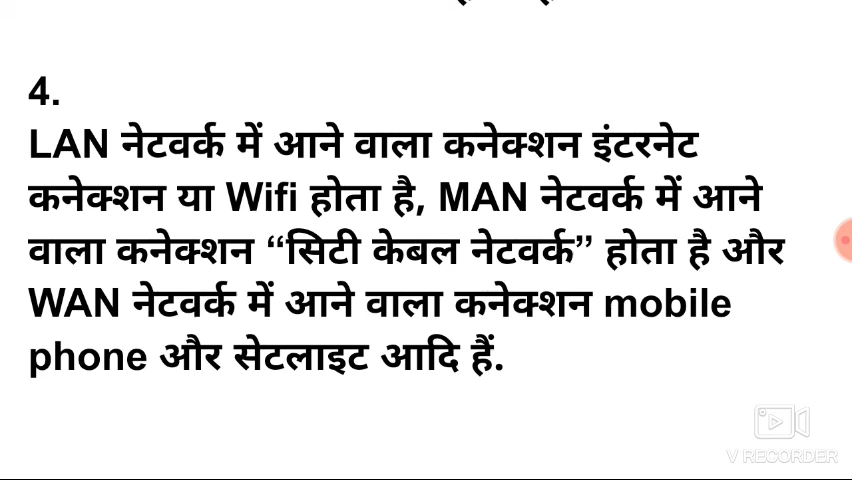 4.
LAN नेटवर्क में आने वाला कनेक्शन इंटरनेट
कनेक्शन या Wifi होता है, MAN नेटवर्क में आने
वाला कनेक्शन “सिटी केबल नेटवर्क” होता है और
WAN नेटवर्क में आने वाला कनेक्शन mobile
phone और सेटलाइट आदि हैं.
V RECORDER